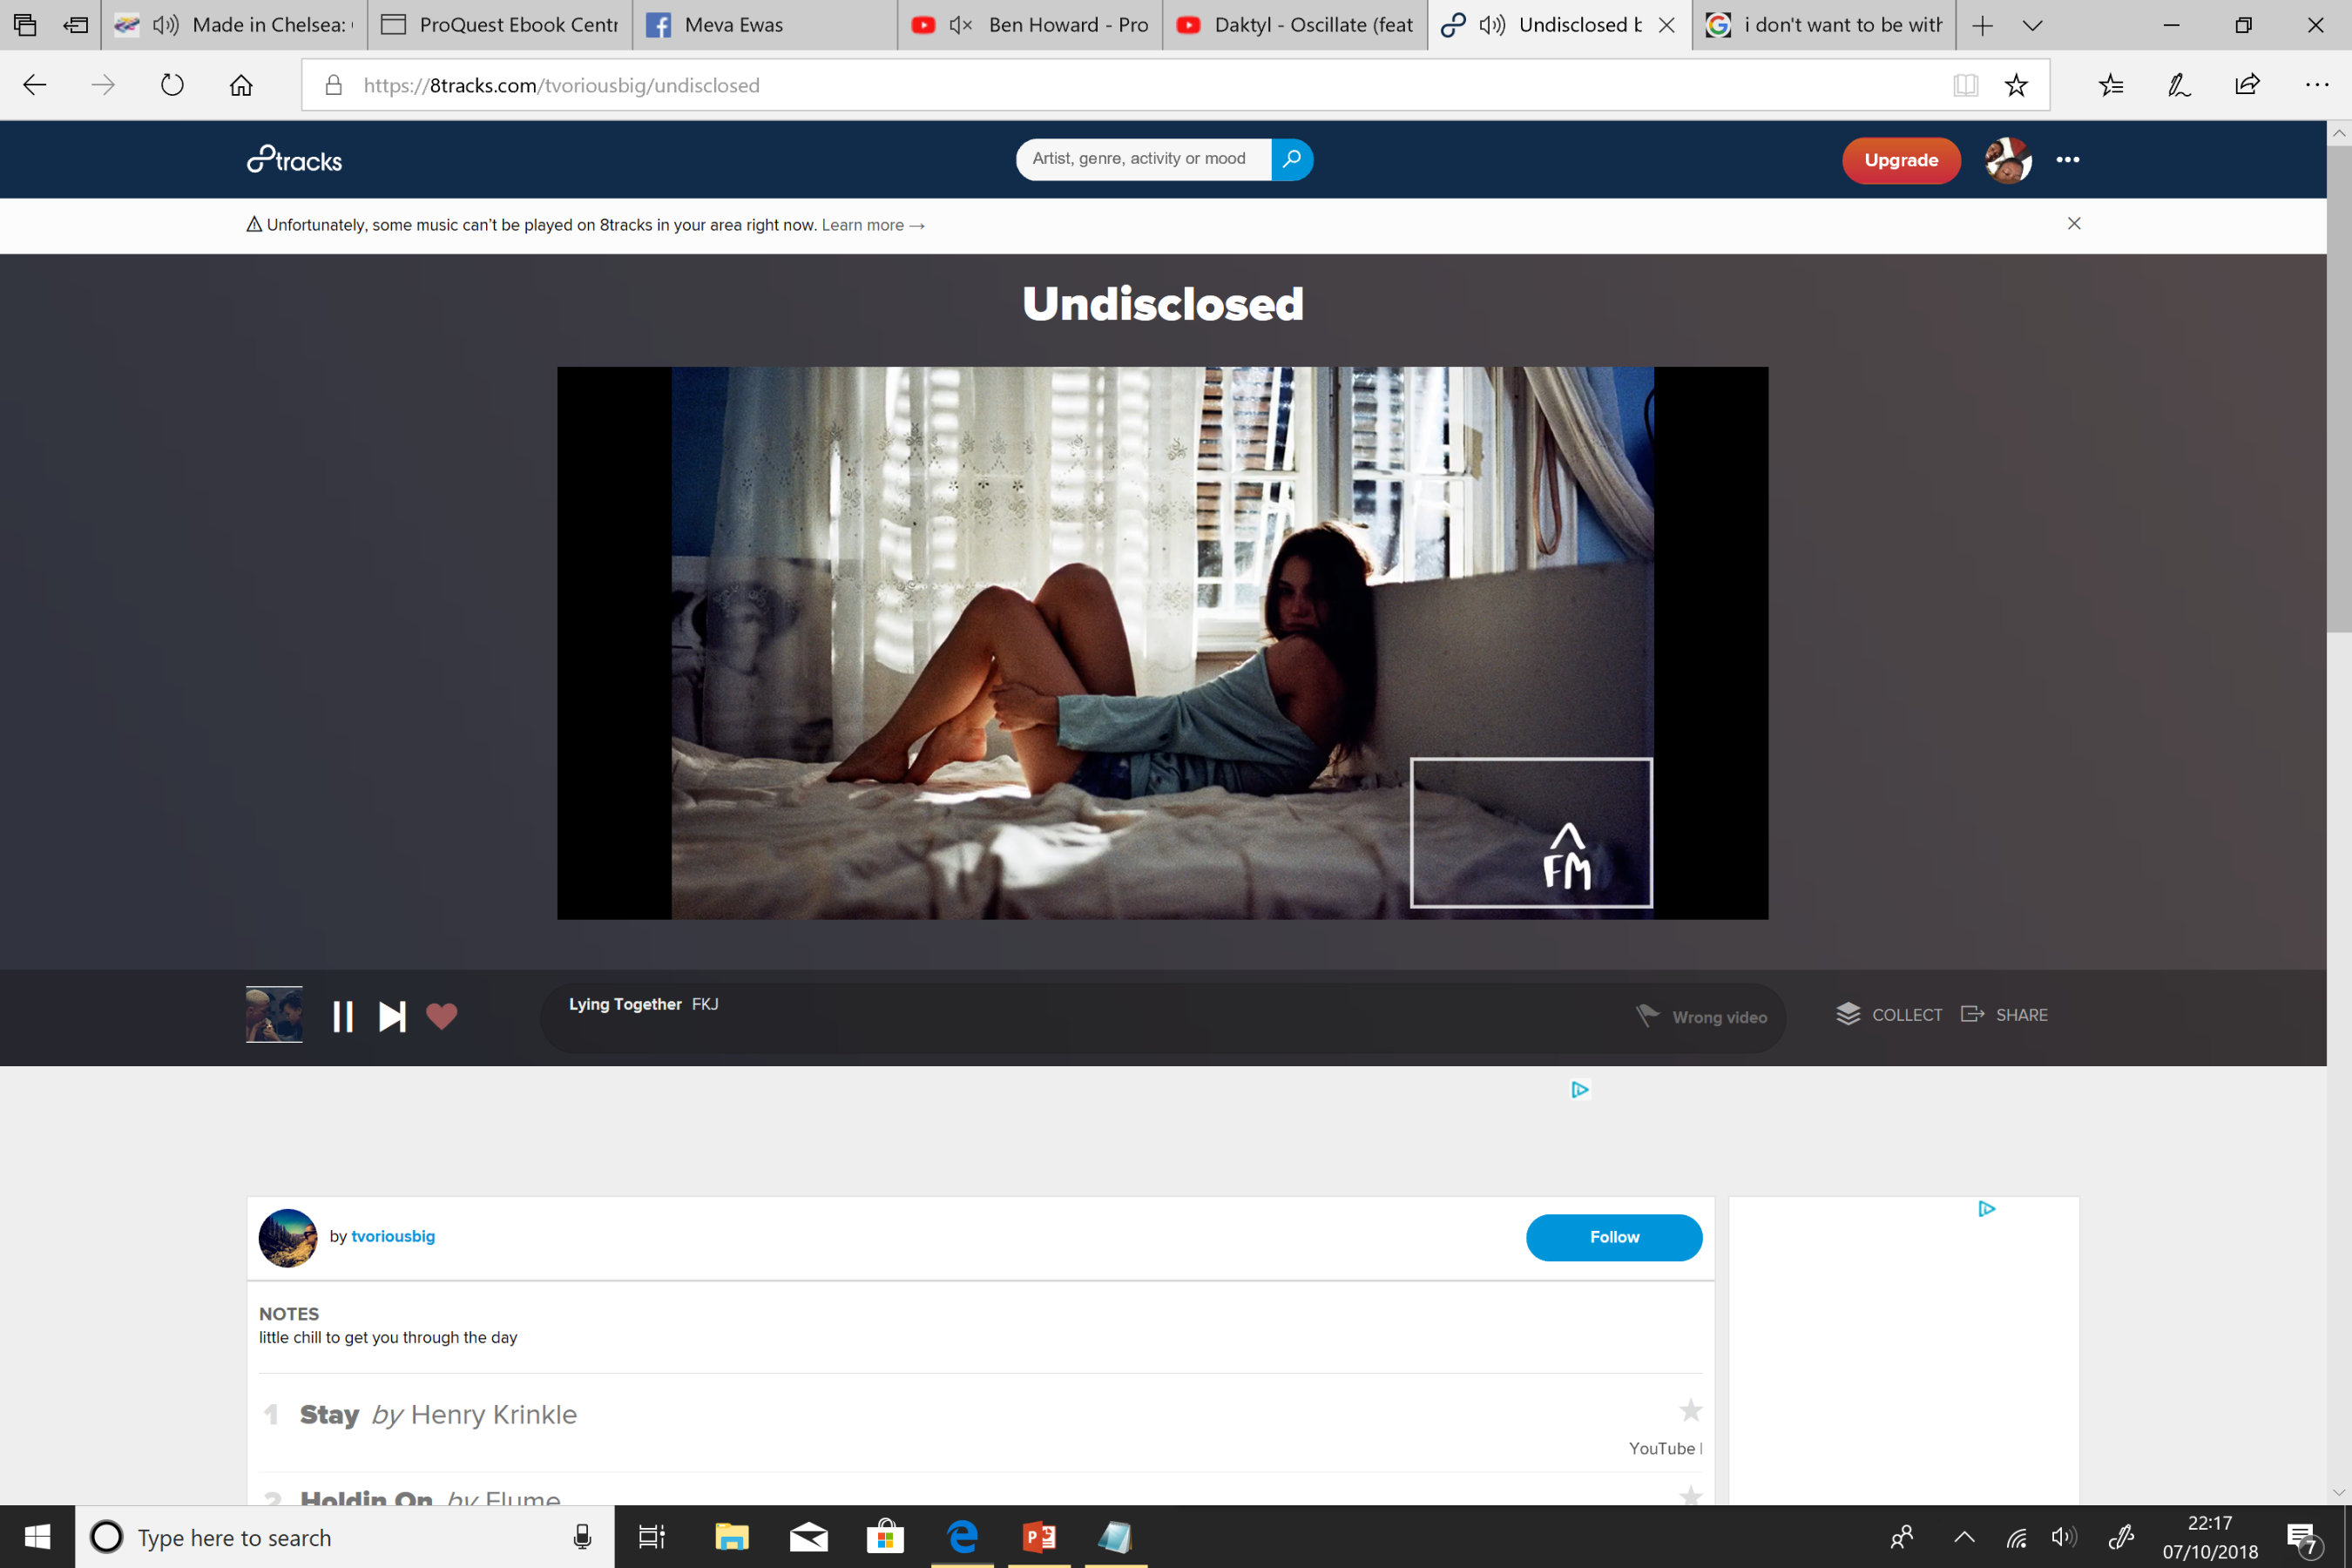 Made in Chelsea:
ProQuest Ebook Centr
Meva Ewas
Ben Howard - Pro
Daktyl - Oscillate (feat
Undisclosed b
i don't want to be with
https://8tracks.com/tvoriousbig/undisclosed
8tracks
Artist, genre, activity or mood
Upgrade
Unfortunately, some music can't be played on 8tracks in your area right now. Learn more →
Undisclosed
FM
Lying Together FKJ
Wrong video
COLLECT
SHARE
by tvoriousbig
Follow
NOTES
little chill to get you through the day
1 Stay by Henry Krinkle
YouTube |
2 Holdin On by Flume
Type here to search
22:17
07/10/2018
7